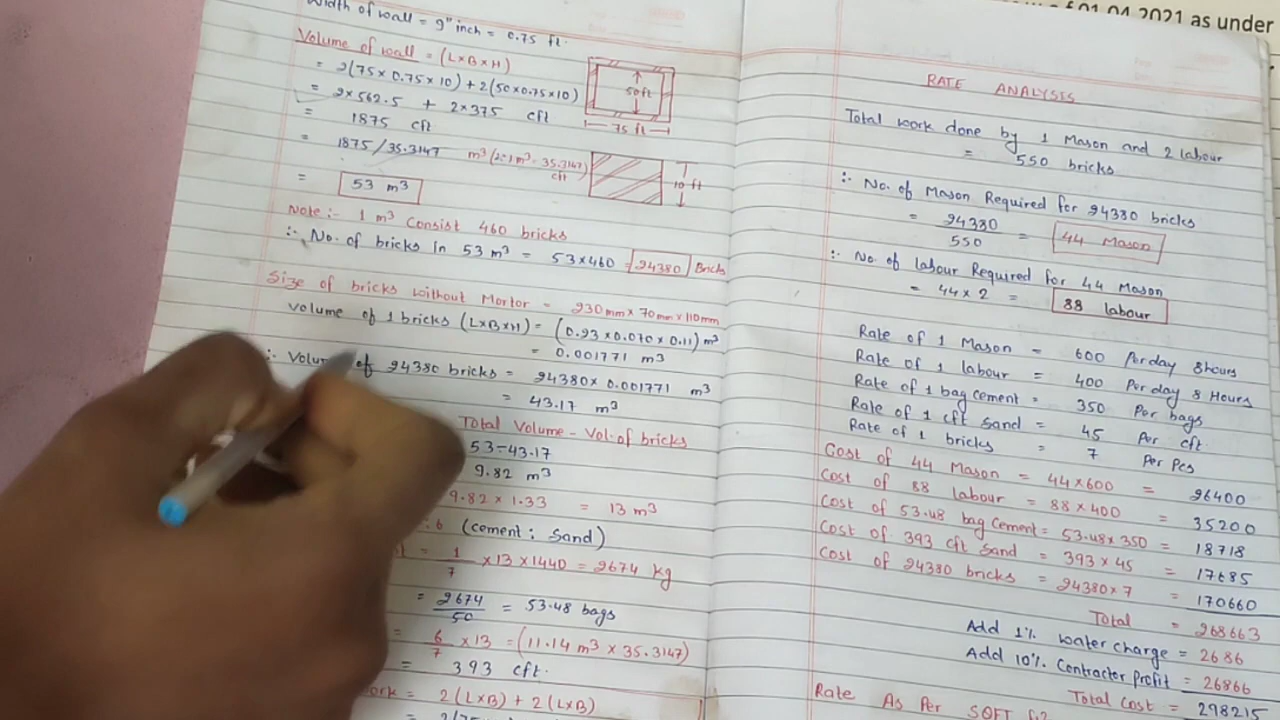 Width of wall = 9" inch = 0.75 ft.
Volume of wall = (L×B×H)
= 2(75×0.75×10) + 2(50×0.75×10)
= 2×562.5 + 2×375 cft
= 1875 cft
= 1875/35.3147 m³ (∵ 1m³ = 35.3147) cft
= 53 m³
50ft
75 ft
10 ft
Note:- 1 m³ Consist 460 bricks
∴ No. of bricks in 53 m³ = 53×460 = 24380 Bricks
Size of bricks without Mortor = 230mm × 70mm × 110mm
Volume of 1 bricks (L×B×H) = (0.23 ×0.070 × 0.11) m³
= 0.001771 m³
∴ Volume of 24380 bricks = 24380× 0.001771 m³
= 43.17 m³
Total Volume - Vol. of bricks
53-43.17
9.82 m³
9.82 × 1.33 = 13 m³
:6 (cement : Sand)
= 1/7 ×13 ×1440 = 2674 kg
= 2674/50 = 53.48 bags
= 6/7 ×13 = (11.14 m³ × 35.3147)
= 393 cft.
work = 2(L×B) + 2(L×B)
of 01.04.2021 as under
RATE ANALYSIS
Total work done by 1 Mason and 2 labour
= 550 bricks
∴ No. of Mason Required for 24380 bricks
= 24380/550 = 44 Mason
∴ No of labour Required for 44 Mason
= 44×2 = 88 labour
Rate of 1 Mason = 600 Per day 8hours
Rate of 1 labour = 400 Per day 8 Hours
Rate of 1 bag cement = 350 Per bags
Rate of 1 cft sand = 45 Per cft.
Rate of 1 bricks = 7 Per Pcs
Cost of 44 Mason = 44×600 = 26400
Cost of 88 labour = 88×400 = 35200
Cost of 53.48 bag Cement = 53.48×350 = 18718
Cost of 393 cft Sand = 393×45 = 17685
Cost of 24380 bricks = 24380×7 = 170660
Total = 268663
Add 1% water charge = 2686
Add 10% Contractor Profit = 26866
Total Cost = 298215
Rate As Per SQFT